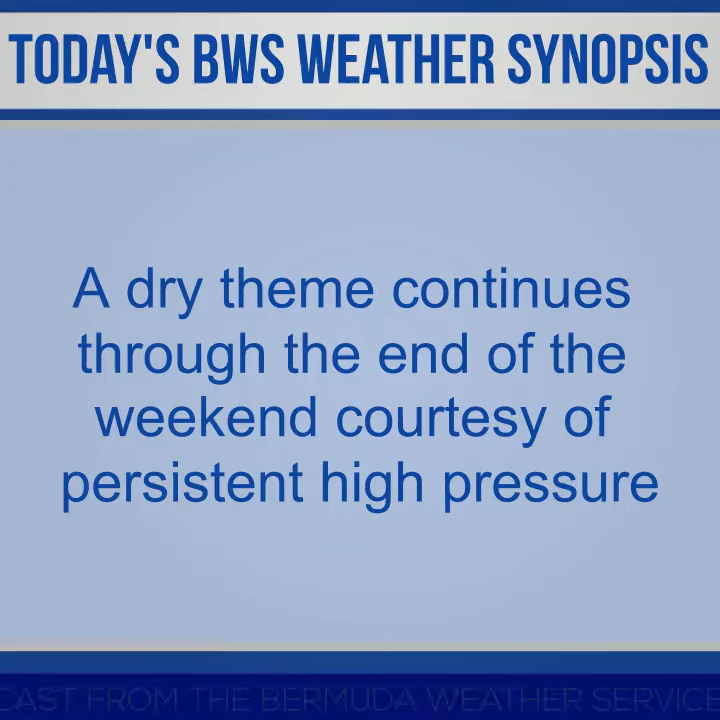 TODAY'S BWS WEATHER SYNOPSIS
A dry theme continues
through the end of the
weekend courtesy of
persistent high pressure
CAST FROM THE BERMUDA WEATHER SERVICE